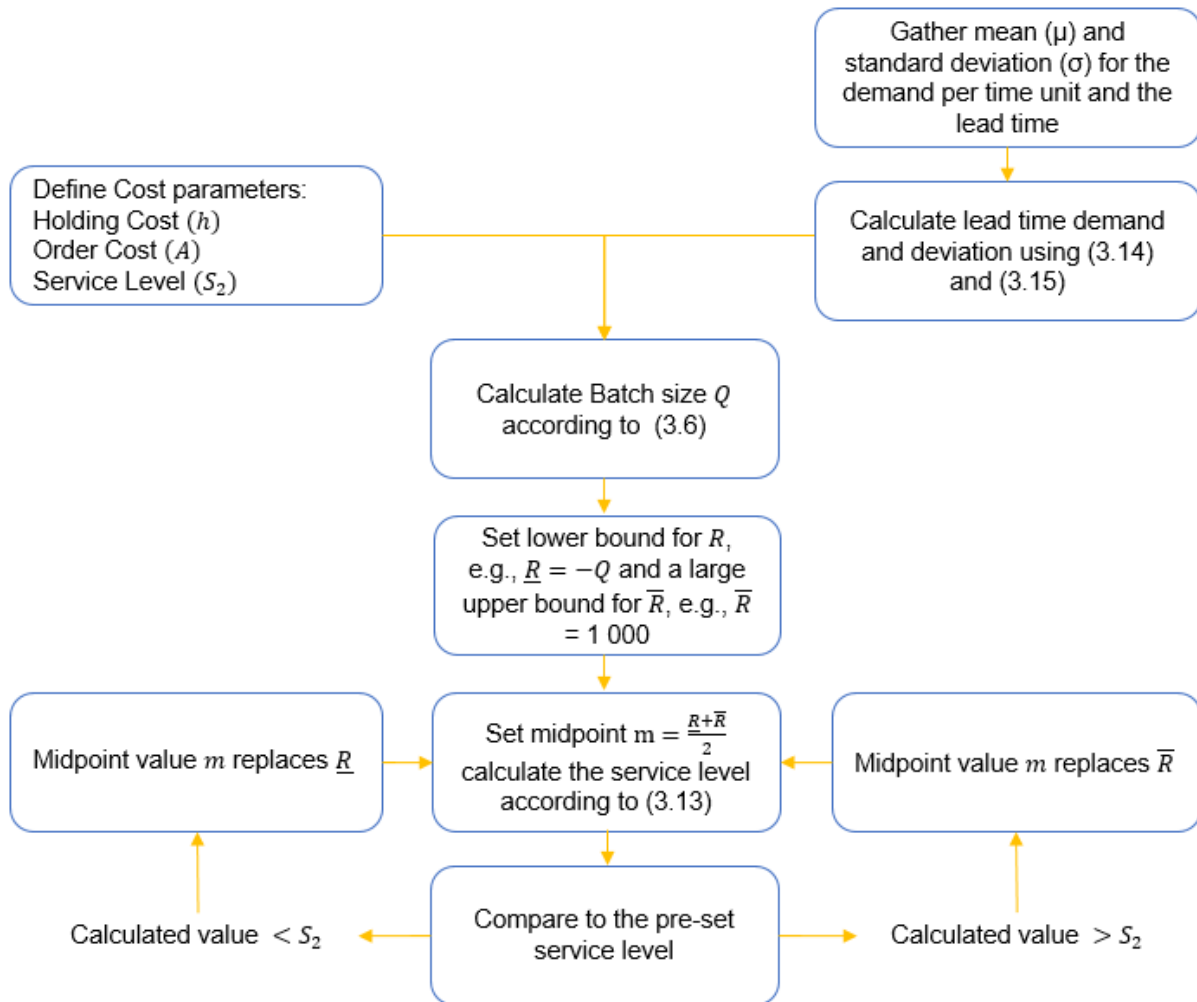 Gather mean (μ) and
standard deviation (σ) for the
demand per time unit and the
lead time
Define Cost parameters:
Holding Cost (ℎ)
Order Cost (𝐴)
Service Level (𝑆₂)
Calculate lead time demand
and deviation using (3.14)
and (3.15)
Calculate Batch size 𝑄
according to (3.6)
Set lower bound for 𝑅,
e.g., 𝑅̲ = −𝑄 and a large
upper bound for 𝑅̅, e.g., 𝑅̅
= 1 000
Midpoint value 𝑚 replaces 𝑅̲
Set midpoint m = (𝑅̲+𝑅̅)/2
calculate the service level
according to (3.13)
Midpoint value 𝑚 replaces 𝑅̅
Calculated value < 𝑆₂
Compare to the pre-set
service level
Calculated value > 𝑆₂